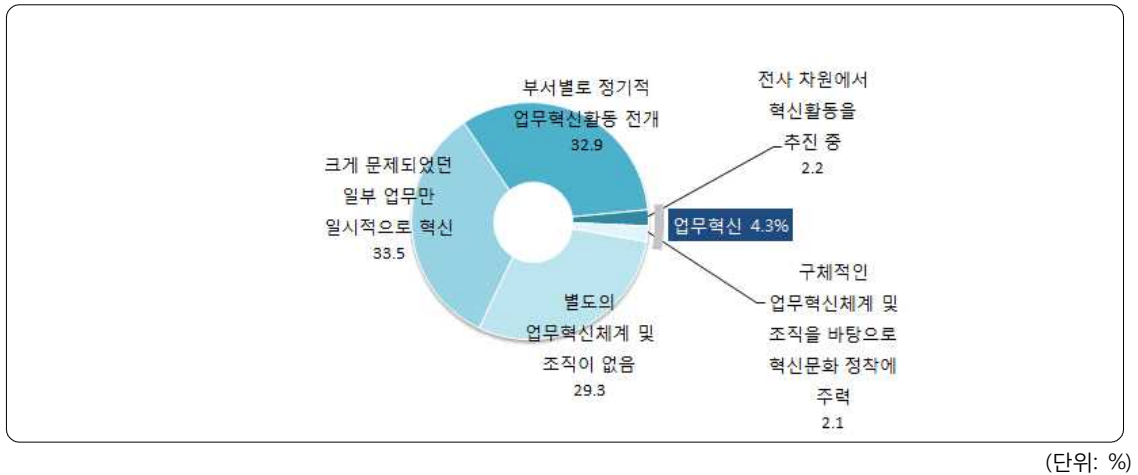 부서별로 정기적
업무혁신활동 전개
32.9
전사 차원에서
혁신활동을
추진 중
2.2
크게 문제되었던
일부 업무만
일시적으로 혁신
33.5
업무혁신 4.3%
구체적인
업무혁신체계 및
조직을 바탕으로
혁신문화 정착에
주력
2.1
별도의
업무혁신체계 및
조직이 없음
29.3
(단위: %)